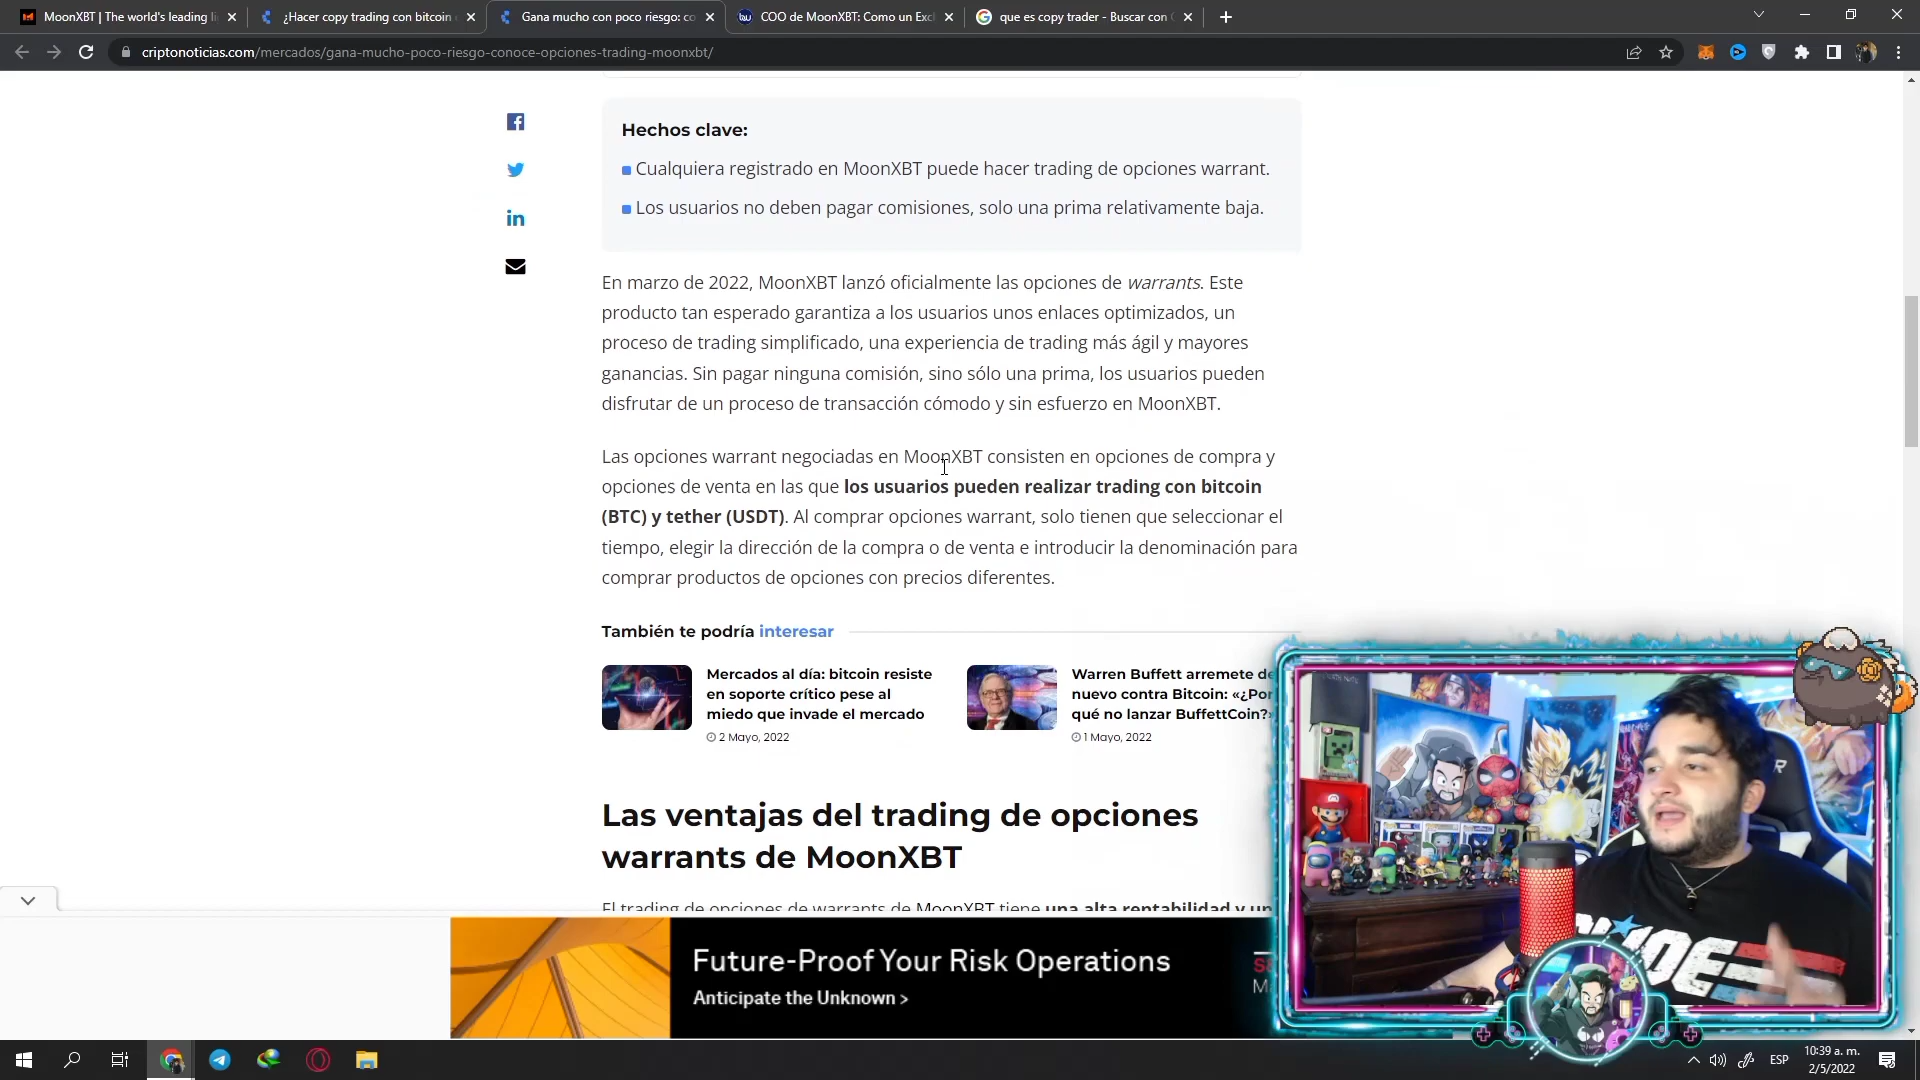 MoonXBT | The world's leading li
¿Hacer copy trading con bitcoin
Gana mucho con poco riesgo: co
COO de MoonXBT: Como un Exc
que es copy trader - Buscar con
criptonoticias.com/mercados/gana-mucho-poco-riesgo-conoce-opciones-trading-moonxbt/
Hechos clave:
Cualquiera registrado en MoonXBT puede hacer trading de opciones warrant.
Los usuarios no deben pagar comisiones, solo una prima relativamente baja.
En marzo de 2022, MoonXBT lanzó oficialmente las opciones de warrants. Este
producto tan esperado garantiza a los usuarios unos enlaces optimizados, un
proceso de trading simplificado, una experiencia de trading más ágil y mayores
ganancias. Sin pagar ninguna comisión, sino sólo una prima, los usuarios pueden
disfrutar de un proceso de transacción cómodo y sin esfuerzo en MoonXBT.
Las opciones warrant negociadas en MoonXBT consisten en opciones de compra y
opciones de venta en las que los usuarios pueden realizar trading con bitcoin
(BTC) y tether (USDT). Al comprar opciones warrant, solo tienen que seleccionar el
tiempo, elegir la dirección de la compra o de venta e introducir la denominación para
comprar productos de opciones con precios diferentes.
También te podría interesar
Mercados al día: bitcoin resiste
en soporte crítico pese al
miedo que invade el mercado
2 Mayo, 2022
Warren Buffett arremete de
nuevo contra Bitcoin: «¿Por
qué no lanzar BuffettCoin?»
1 Mayo, 2022
Las ventajas del trading de opciones
warrants de MoonXBT
El trading de opciones de warrants de MoonXBT tiene una alta rentabilidad y un
Future-Proof Your Risk Operations
Anticipate the Unknown >
ESP
10:39 a. m.
2/5/2022